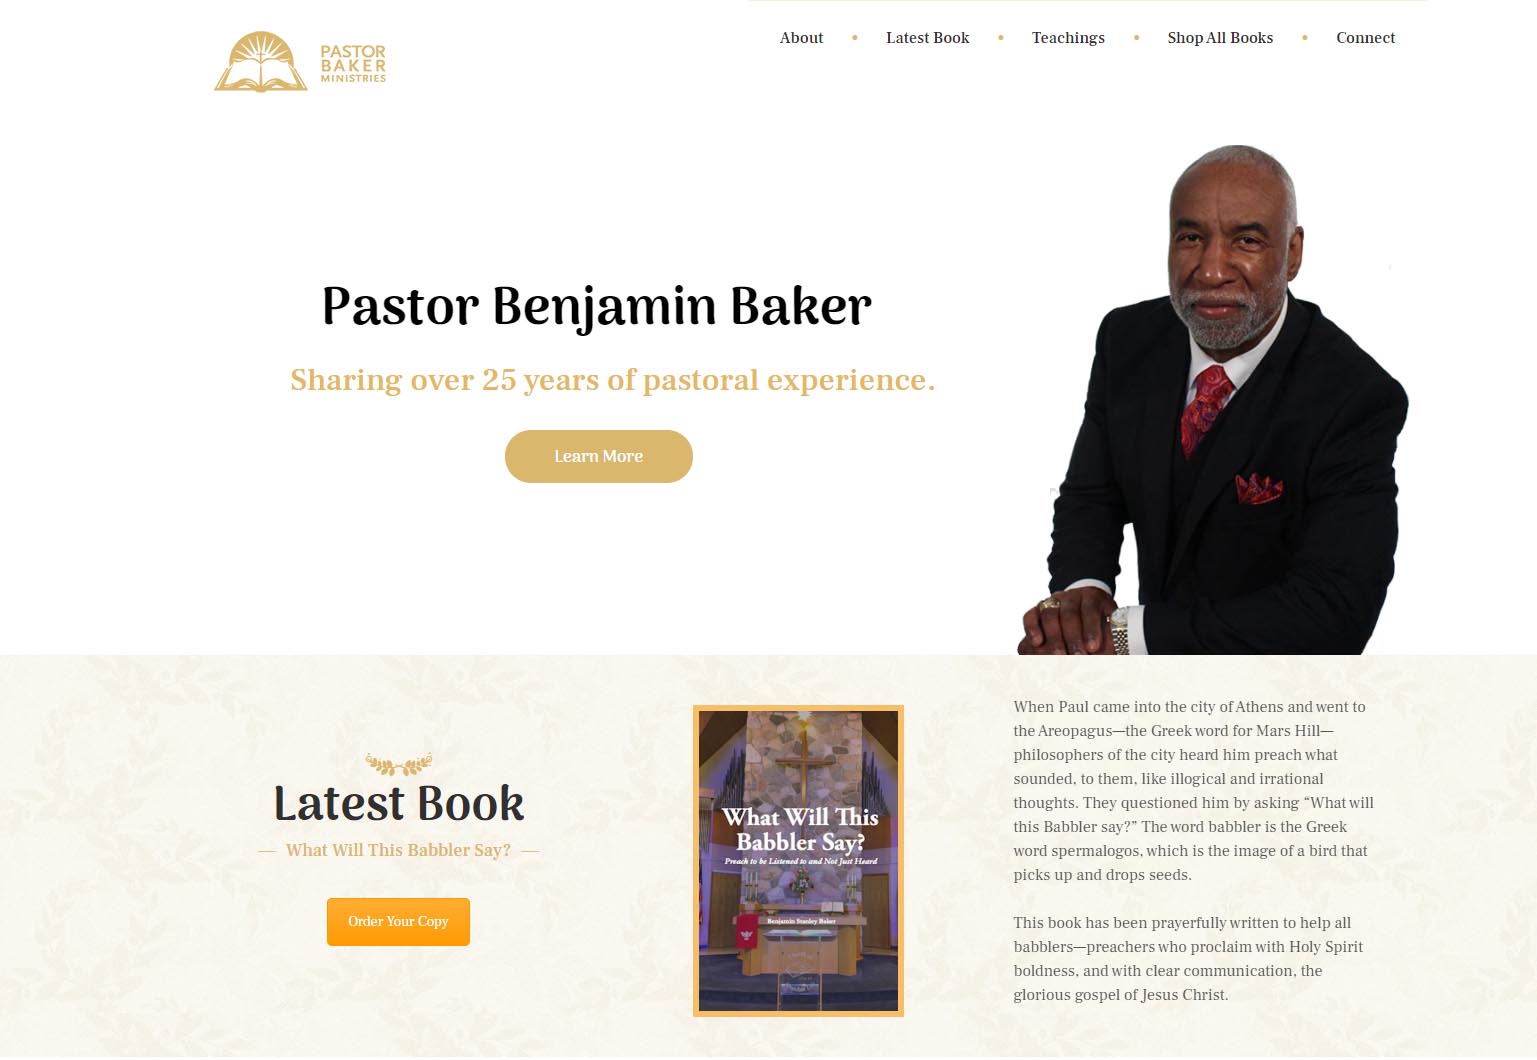 PASTOR
BAKER
MINISTRIES
About
Latest Book
Teachings
Shop All Books
Connect
Pastor Benjamin Baker
Sharing over 25 years of pastoral experience.
Learn More
Latest Book
What Will This Babbler Say?
Order Your Copy
What Will This
Babbler Say?
Preach to be Listened to and Not Just Heard
Benjamin Stanley Baker
When Paul came into the city of Athens and went to
the Areopagus—the Greek word for Mars Hill—
philosophers of the city heard him preach what
sounded, to them, like illogical and irrational
thoughts. They questioned him by asking “What will
this Babbler say?” The word babbler is the Greek
word spermalogos, which is the image of a bird that
picks up and drops seeds.
This book has been prayerfully written to help all
babblers—preachers who proclaim with Holy Spirit
boldness, and with clear communication, the
glorious gospel of Jesus Christ.